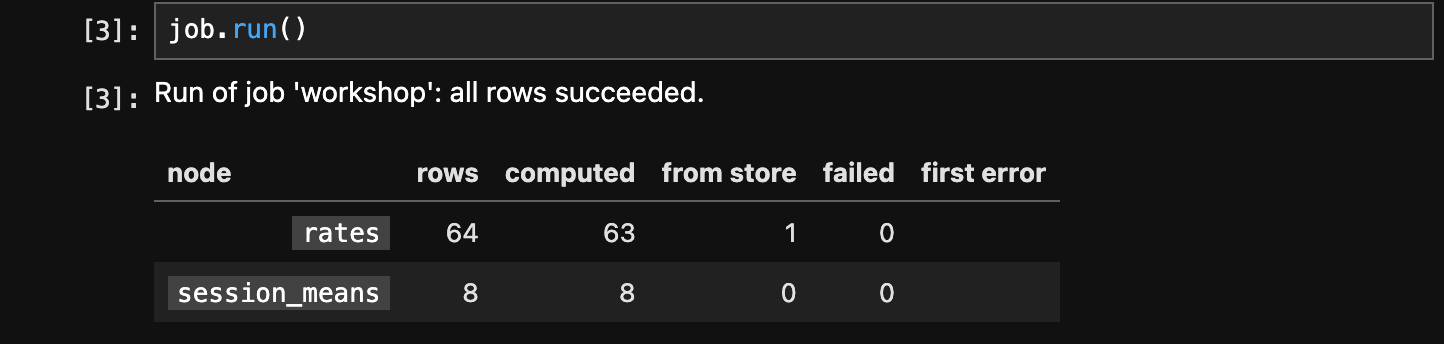 [3]: job.run()
[3]: Run of job 'workshop': all rows succeeded.
node rows computed from store failed first error
rates 64 63 1 0
session_means 8 8 0 0